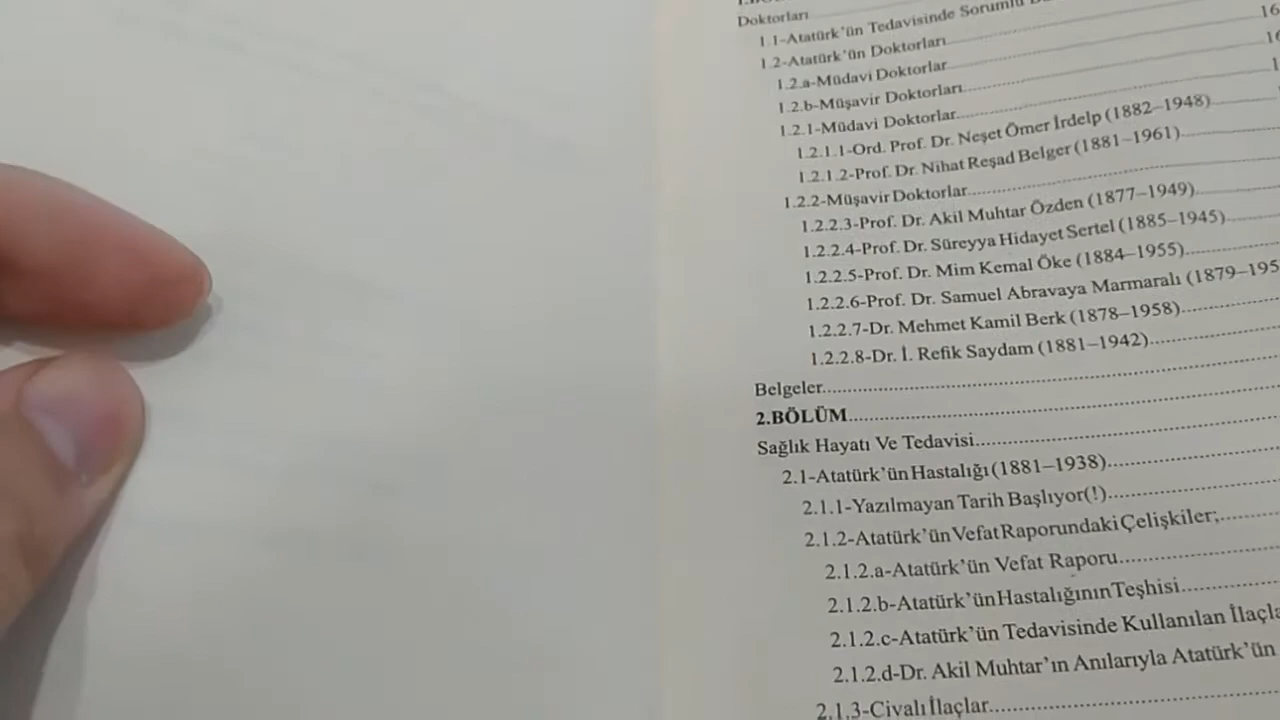 Doktorları
1.1-Atatürk'ün Tedavisinde Sorumlu
1.2-Atatürk'ün Doktorları 16
1.2.a-Müdavi Doktorlar 16
1.2.b-Müşavir Doktorları
1.2.1-Müdavi Doktorlar
1.2.1.1-Ord. Prof. Dr. Neşet Ömer İrdelp (1882–1948)
1.2.1.2-Prof. Dr. Nihat Reşad Belger (1881–1961)
1.2.2-Müşavir Doktorlar
1.2.2.3-Prof. Dr. Akil Muhtar Özden (1877–1949)
1.2.2.4-Prof. Dr. Süreyya Hidayet Sertel (1885–1945)
1.2.2.5-Prof. Dr. Mim Kemal Öke (1884–1955)
1.2.2.6-Prof. Dr. Samuel Abravaya Marmaralı (1879–195
1.2.2.7-Dr. Mehmet Kamil Berk (1878–1958)
1.2.2.8-Dr. İ. Refik Saydam (1881–1942)
Belgeler
2.BÖLÜM
Sağlık Hayatı Ve Tedavisi
2.1-Atatürk'ün Hastalığı (1881–1938)
2.1.1-Yazılmayan Tarih Başlıyor(!)
2.1.2-Atatürk'ün Vefat Raporundaki Çelişkiler;
2.1.2.a-Atatürk'ün Vefat Raporu
2.1.2.b-Atatürk'ün Hastalığının Teşhisi
2.1.2.c-Atatürk'ün Tedavisinde Kullanılan İlaçla
2.1.2.d-Dr. Akil Muhtar'ın Anılarıyla Atatürk'ün
2.1.3-Civalı İlaçlar